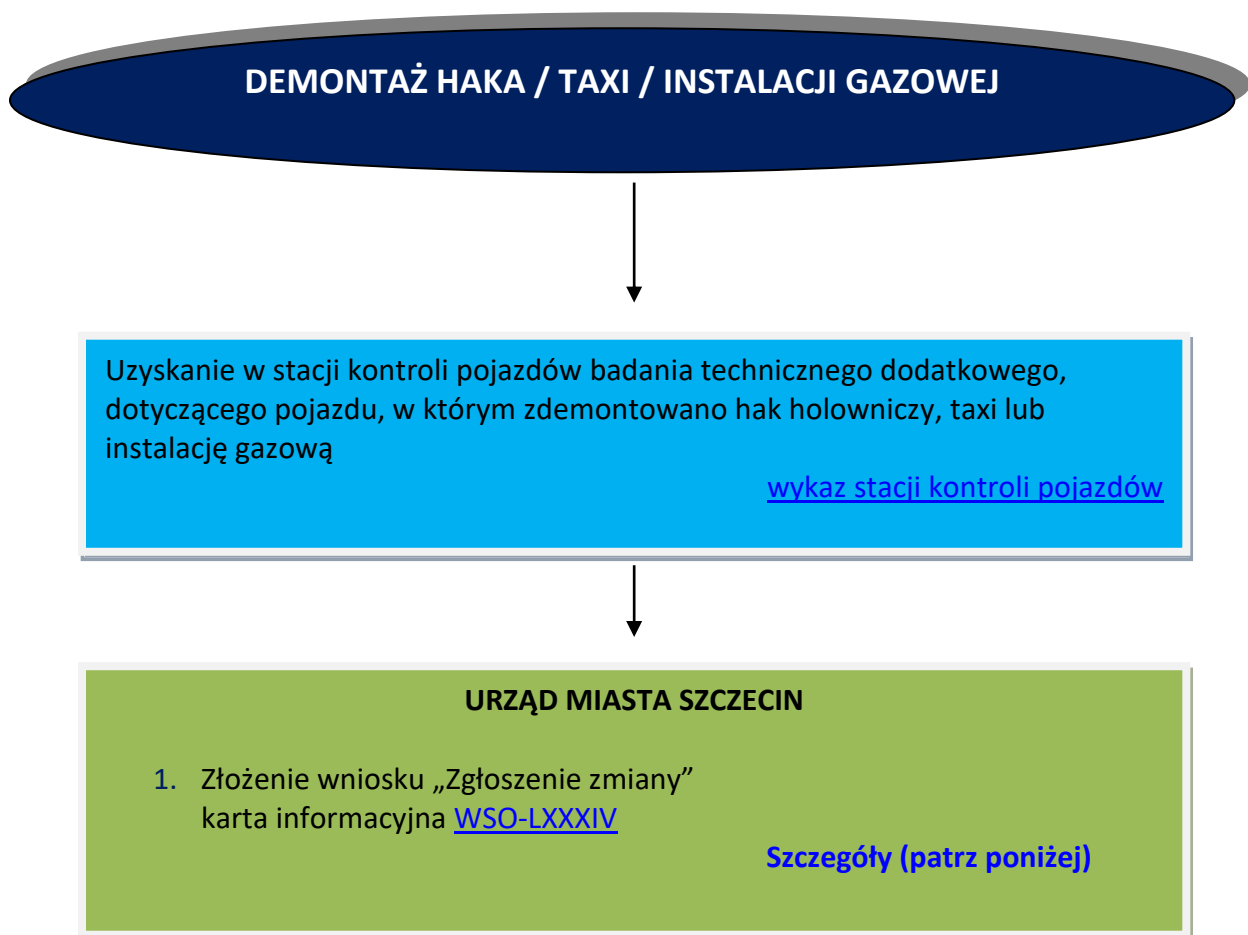 DEMONTAŻ HAKA / TAXI / INSTALACJI GAZOWEJ
Uzyskanie w stacji kontroli pojazdów badania technicznego dodatkowego,
dotyczącego pojazdu, w którym zdemontowano hak holowniczy, taxi lub
instalację gazową
wykaz stacji kontroli pojazdów
URZĄD MIASTA SZCZECIN
1. Złożenie wniosku „Zgłoszenie zmiany”
karta informacyjna WSO-LXXXIV
Szczegóły (patrz poniżej)